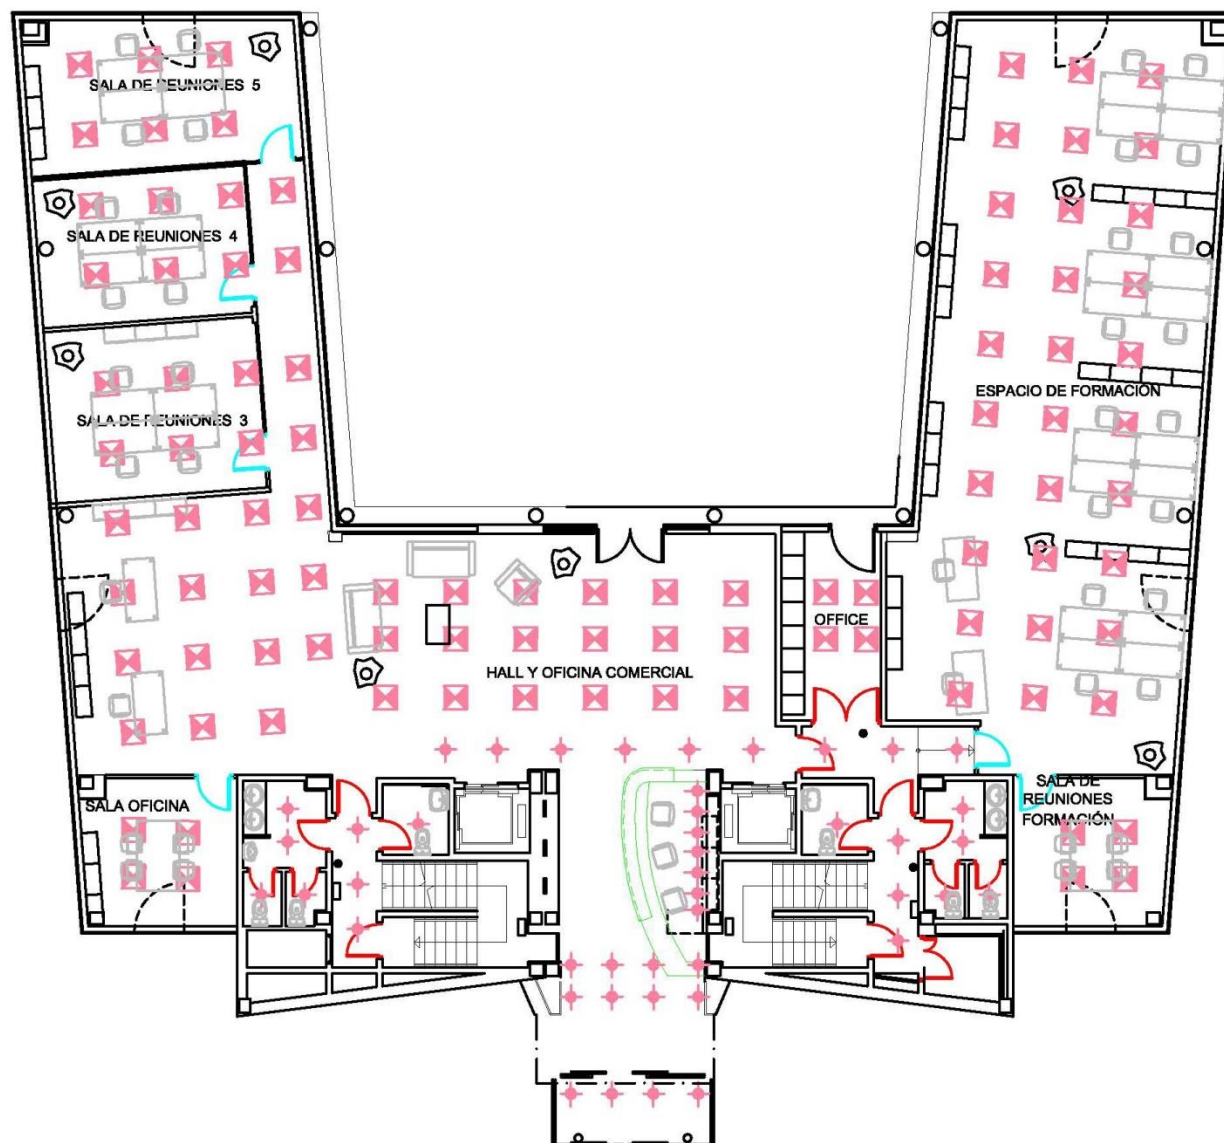 SALA DE REUNIONES 5
SALA DE REUNIONES 4
SALA DE REUNIONES 3
ESPACIO DE FORMACIÓN
OFFICE
HALL Y OFICINA COMERCIAL
SALA OFICINA
SALA DE
REUNIONES
FORMACIÓN